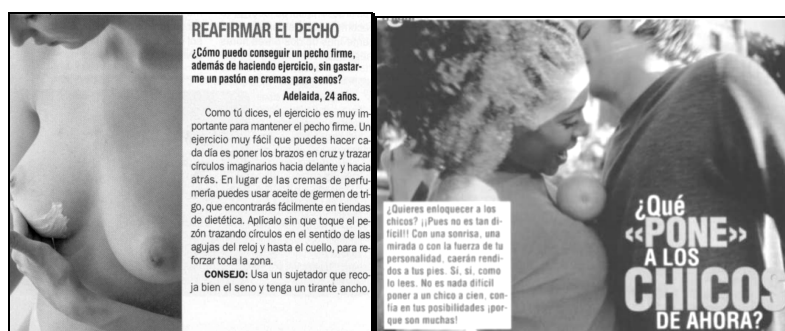 REAFIRMAR EL PECHO
¿Cómo puedo conseguir un pecho firme,
además de haciendo ejercicio, sin gastar-
me un pastón en cremas para senos?
Adelaida, 24 años.
Como tú dices, el ejercicio es muy im-
portante para mantener el pecho firme. Un
ejercicio muy fácil que puedes hacer ca-
da día es poner los brazos en cruz y trazar
círculos imaginarios hacia delante y hacia
atrás. En lugar de las cremas de perfu-
mería puedes usar aceite de germen de tri-
go, que encontrarás fácilmente en tiendas
de dietética. Aplícalo sin que toque el pe-
zón trazando círculos en el sentido de las
agujas del reloj y hasta el cuello, para re-
forzar toda la zona.
CONSEJO: Usa un sujetador que reco-
ja bien el seno y tenga un tirante ancho.
¿Quieres enloquecer a los
chicos? ¡¡Pues no es tan di-
fícil!! Con una sonrisa, una
mirada o con la fuerza de tu
personalidad, caerán rendi-
dos a tus pies. Sí, sí, como
lo lees. No es nada difícil
poner a un chico a cien, con-
fía en tus posibilidades ¡por-
que son muchas!
¿Qué
«PONE»
A LOS
CHICOS
DE AHORA?